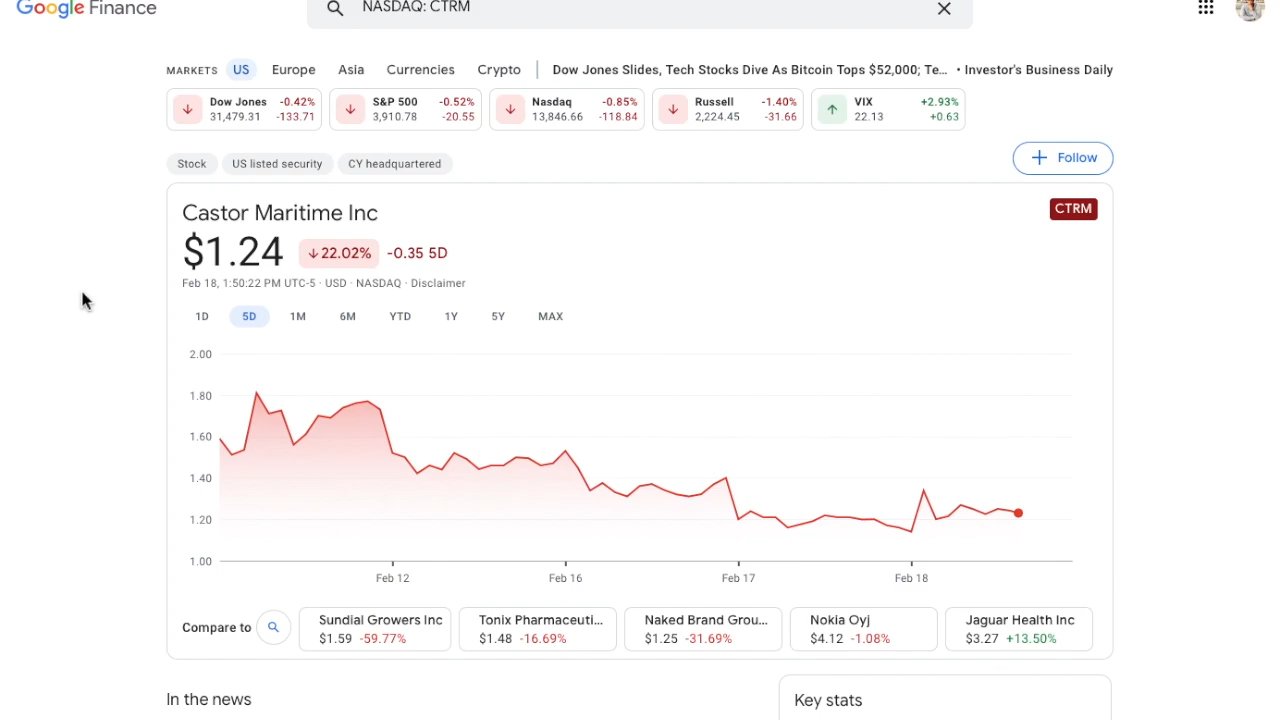 Google Finance
NASDAQ: CTRM
MARKETS US Europe Asia Currencies Crypto Dow Jones Slides, Tech Stocks Dive As Bitcoin Tops $52,000; Te... • Investor's Business Daily
Dow Jones -0.42% S&P 500 -0.52% Nasdaq -0.85% Russell -1.40% VIX +2.93%
31,479.31 -133.71 3,910.78 -20.55 13,846.66 -118.84 2,224.45 -31.66 22.13 +0.63
Stock US listed security CY headquartered
+ Follow
Castor Maritime Inc
CTRM
$1.24 ↓22.02% -0.35 5D
Feb 18, 1:50:22 PM UTC-5 · USD · NASDAQ · Disclaimer
1D 5D 1M 6M YTD 1Y 5Y MAX
2.00
1.80
1.60
1.40
1.20
1.00
Feb 12 Feb 16 Feb 17 Feb 18
Compare to
Sundial Growers Inc Tonix Pharmaceuti... Naked Brand Grou... Nokia Oyj Jaguar Health Inc
$1.59 -59.77% $1.48 -16.69% $1.25 -31.69% $4.12 -1.08% $3.27 +13.50%
In the news
Key stats